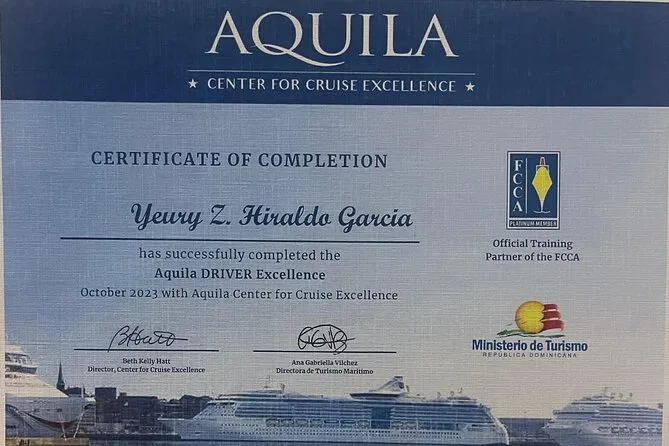 AQUILA
★ CENTER FOR CRUISE EXCELLENCE ★
CERTIFICATE OF COMPLETION
Yeury Z. Hiraldo Garcia
has successfully completed the
Aquila DRIVER Excellence
October 2023 with Aquila Center for Cruise Excellence
Beth Kelly Hatt
Director, Center for Cruise Excellence
Ana Gabriella Vilchez
Directora de Turismo Maritimo
FCCA
PLATINUM MEMBER
Official Training
Partner of the FCCA
Ministerio de Turismo
REPÚBLICA DOMINICANA